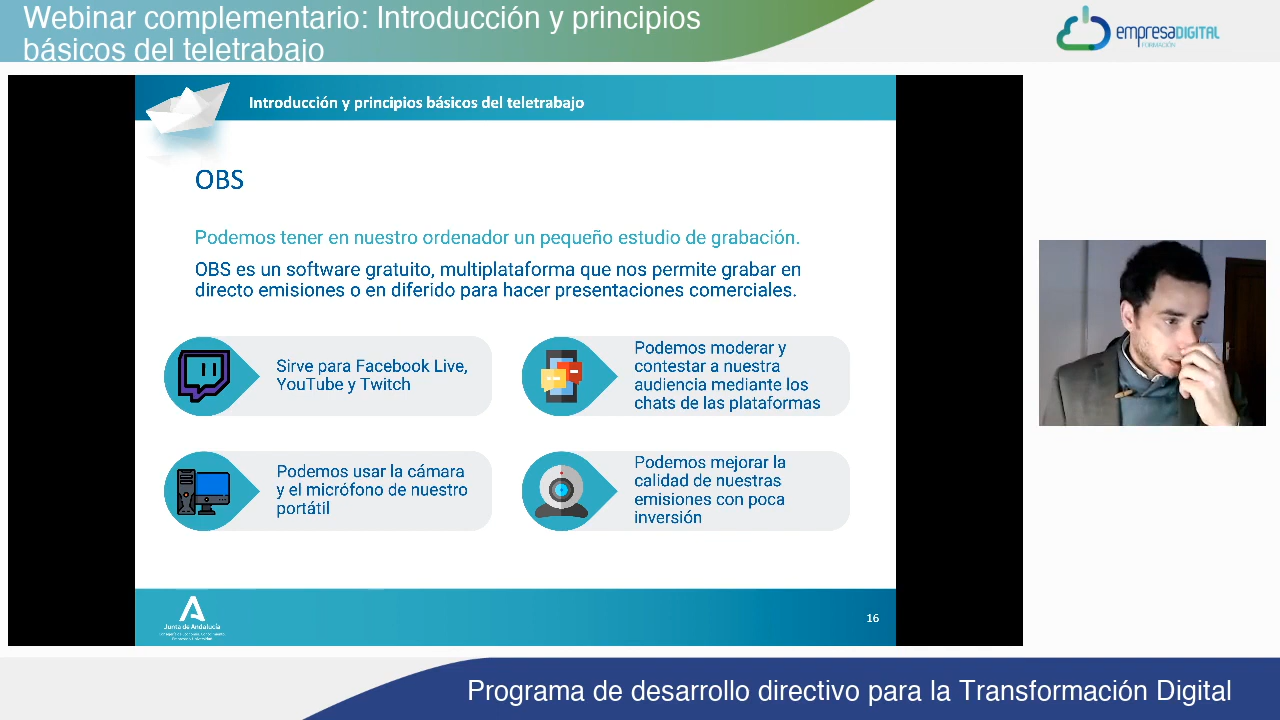 Webinar complementario: Introducción y principios
básicos del teletrabajo
empresaDIGITAL
FORMACIÓN
Introducción y principios básicos del teletrabajo
OBS
Podemos tener en nuestro ordenador un pequeño estudio de grabación.
OBS es un software gratuito, multiplataforma que nos permite grabar en
directo emisiones o en diferido para hacer presentaciones comerciales.
Sirve para Facebook Live,
YouTube y Twitch
Podemos moderar y
contestar a nuestra
audiencia mediante los
chats de las plataformas
Podemos usar la cámara
y el micrófono de nuestro
portátil
Podemos mejorar la
calidad de nuestras
emisiones con poca
inversión
Junta de Andalucía
16
Programa de desarrollo directivo para la Transformación Digital